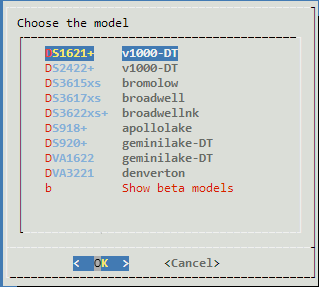 Choose the model
DS1621+ v1000-DT
DS2422+ v1000-DT
DS3615xs bromolow
DS3617xs broadwell
DS3622xs+ broadwellnk
DS918+ apollolake
DS920+ geminilake-DT
DVA1622 geminilake-DT
DVA3221 denverton
b Show beta models
< OK > <Cancel>